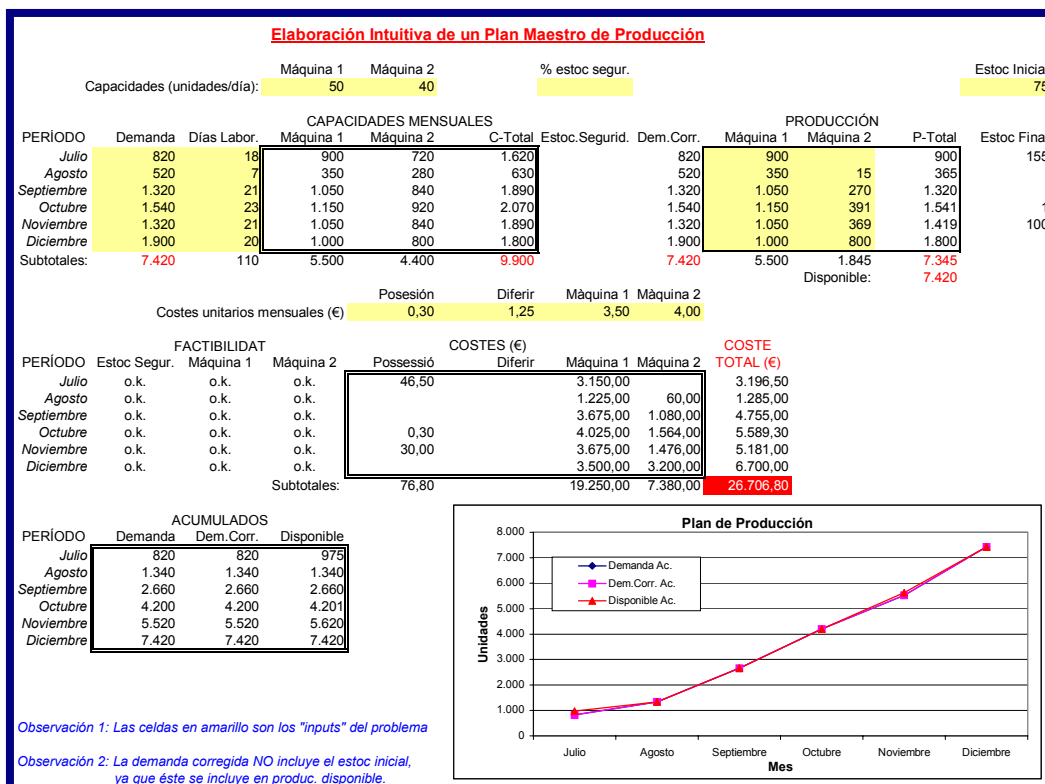 Elaboración Intuitiva de un Plan Maestro de Producción
Máquina 1 Máquina 2 % estoc segur. Estoc Inicia
Capacidades (unidades/día): 50 40 75
CAPACIDADES MENSUALES PRODUCCIÓN
PERÍODO Demanda Días Labor. Máquina 1 Máquina 2 C-Total Estoc.Segurid. Dem.Corr. Máquina 1 Máquina 2 P-Total Estoc Fina
Julio 820 18 900 720 1.620 820 900 900 155
Agosto 520 7 350 280 630 520 350 15 365
Septiembre 1.320 21 1.050 840 1.890 1.320 1.050 270 1.320
Octubre 1.540 23 1.150 920 2.070 1.540 1.150 391 1.541 1
Noviembre 1.320 21 1.050 840 1.890 1.320 1.050 369 1.419 100
Diciembre 1.900 20 1.000 800 1.800 1.900 1.000 800 1.800
Subtotales: 7.420 110 5.500 4.400 9.900 7.420 5.500 1.845 7.345
Disponible: 7.420
Posesión Diferir Màquina 1 Màquina 2
Costes unitarios mensuales (€) 0,30 1,25 3,50 4,00
FACTIBILIDAT COSTES (€) COSTE
PERÍODO Estoc Segur. Máquina 1 Máquina 2 Possessió Diferir Máquina 1 Máquina 2 TOTAL (€)
Julio o.k. o.k. o.k. 46,50 3.150,00 3.196,50
Agosto o.k. o.k. o.k. 1.225,00 60,00 1.285,00
Septiembre o.k. o.k. o.k. 3.675,00 1.080,00 4.755,00
Octubre o.k. o.k. o.k. 0,30 4.025,00 1.564,00 5.589,30
Noviembre o.k. o.k. o.k. 30,00 3.675,00 1.476,00 5.181,00
Diciembre o.k. o.k. o.k. 3.500,00 3.200,00 6.700,00
Subtotales: 76,80 19.250,00 7.380,00 26.706,80
ACUMULADOS
PERÍODO Demanda Dem.Corr. Disponible
Julio 820 820 975
Agosto 1.340 1.340 1.340
Septiembre 2.660 2.660 2.660
Octubre 4.200 4.200 4.201
Noviembre 5.520 5.520 5.620
Diciembre 7.420 7.420 7.420
Plan de Producción
8.000
7.000
6.000
5.000
4.000
3.000
2.000
1.000
0
Unidades
Demanda Ac.
Dem.Corr. Ac.
Disponible Ac.
Julio Agosto Septiembre Octubre Noviembre Diciembre
Mes
Observación 1: Las celdas en amarillo son los "inputs" del problema
Observación 2: La demanda corregida NO incluye el estoc inicial,
ya que éste se incluye en produc. disponible.